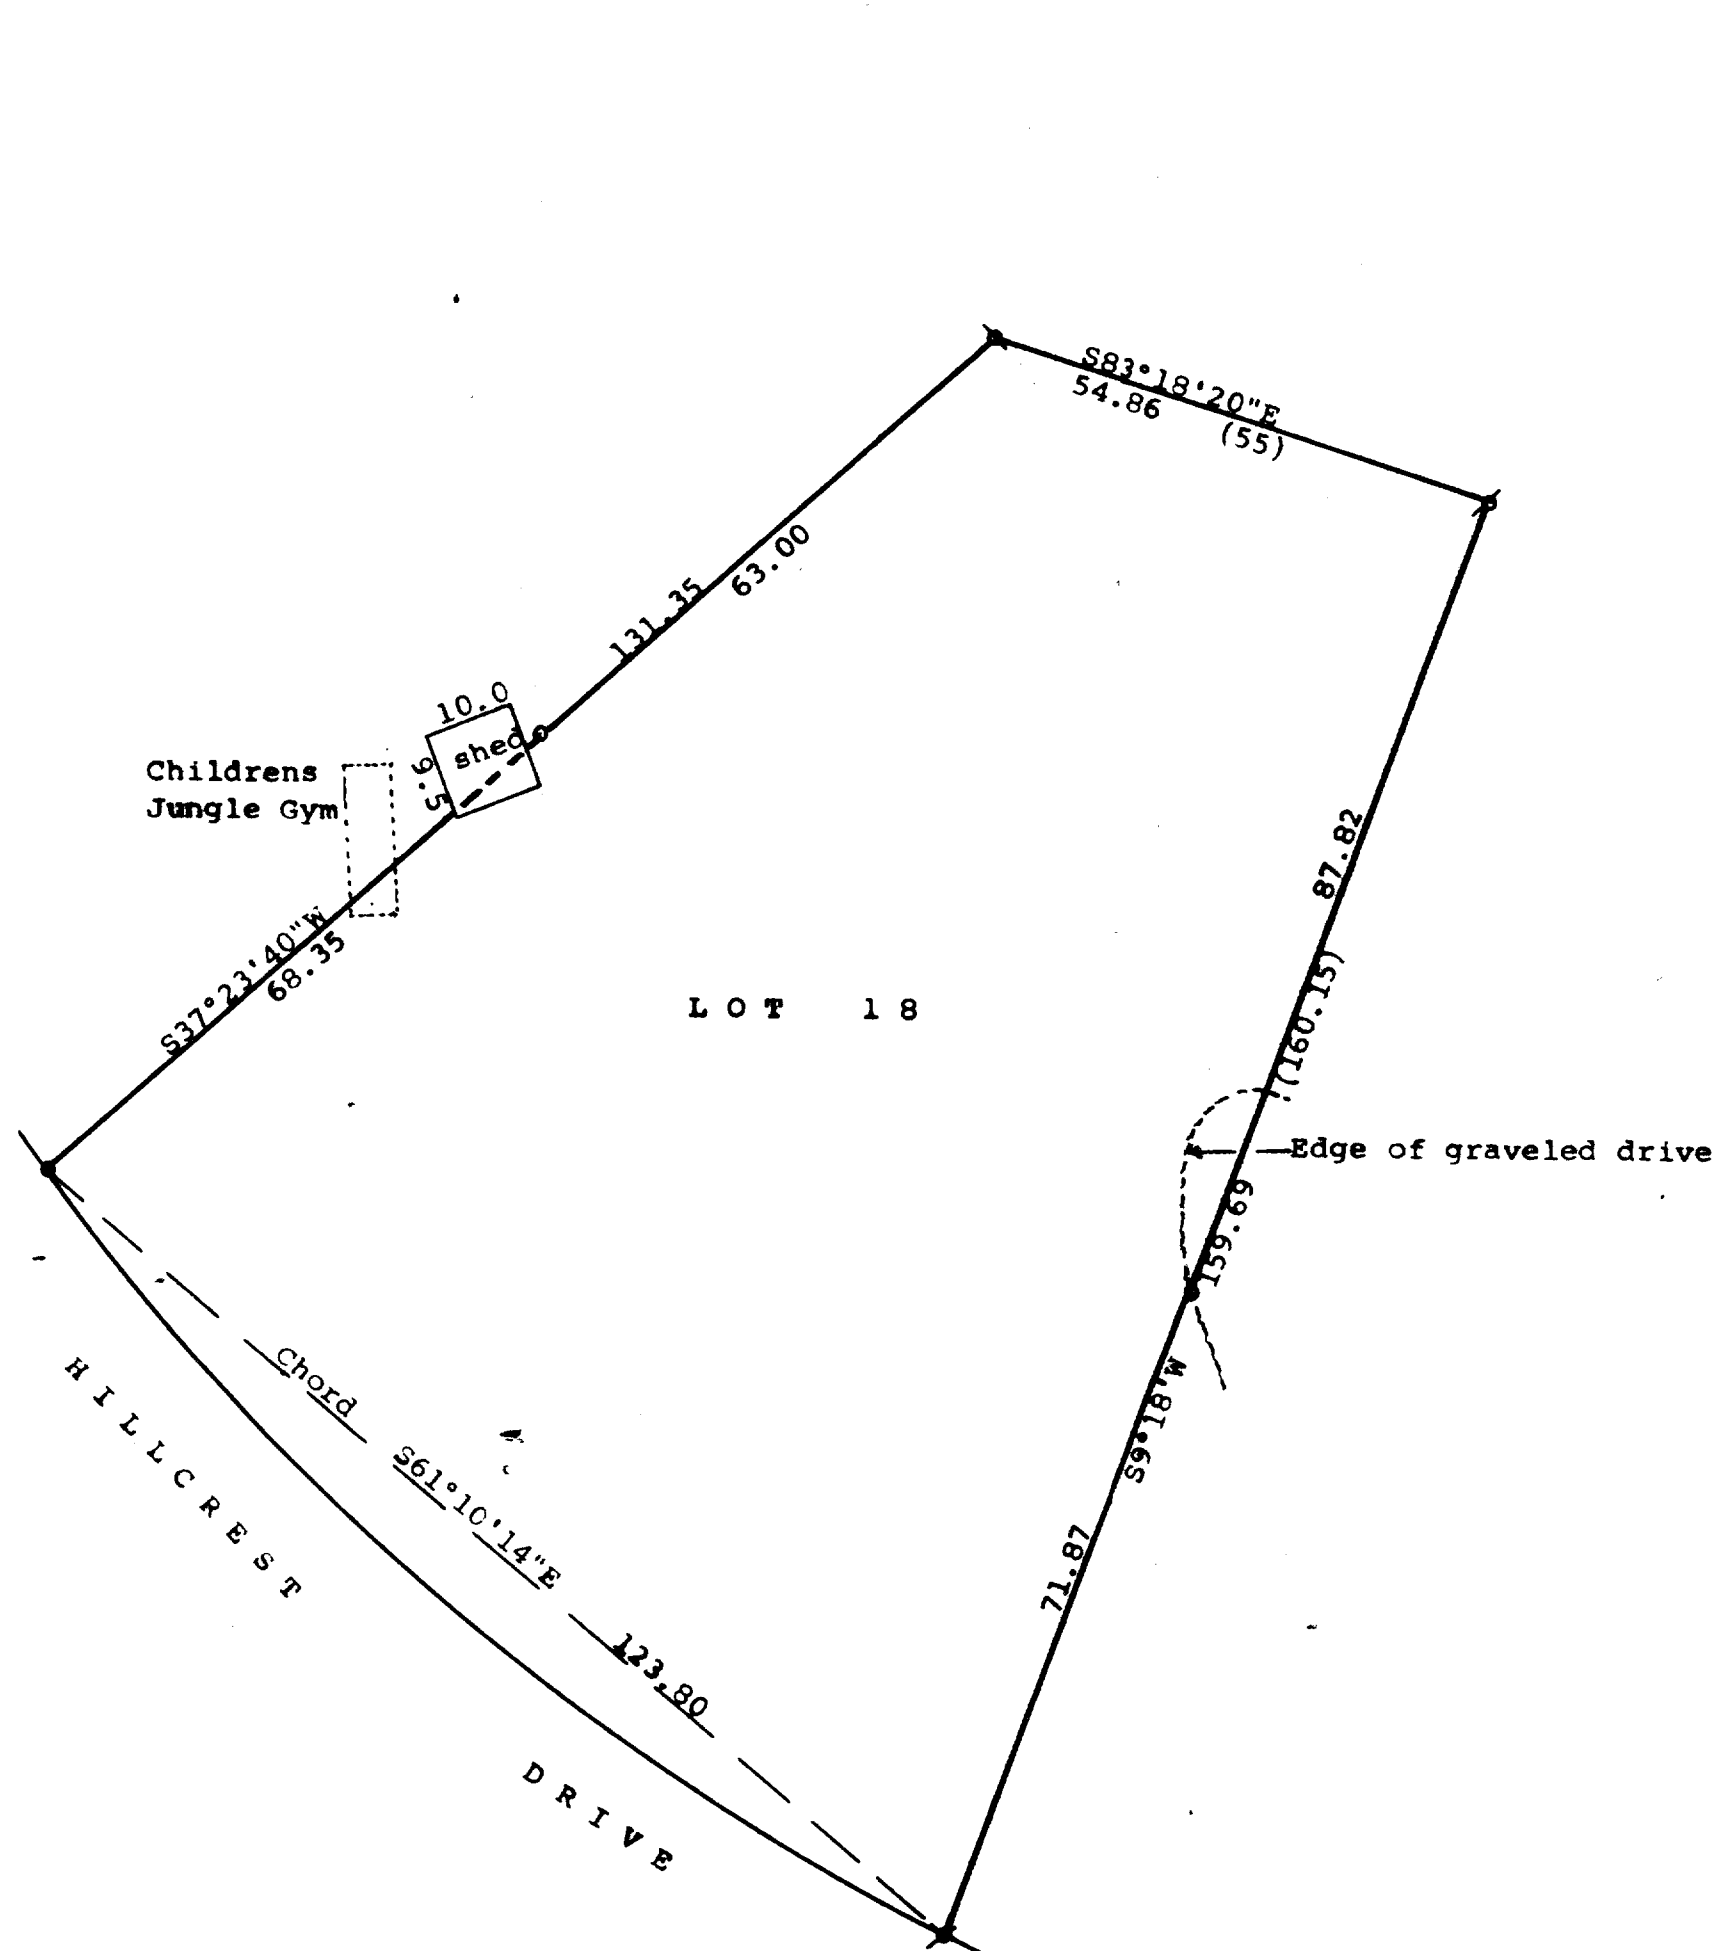 S83°18'20"E
54.86
(55)
131.35
63.00
10.0
shed
9.5
Childrens
Jungle Gym
S37°23'40"W
68.35
LOT 18
87.82
(160.15)
Edge of graveled drive
159.69
S9°18'W
71.87
Chord S61°10'14"E 123.80
HILLCREST DRIVE